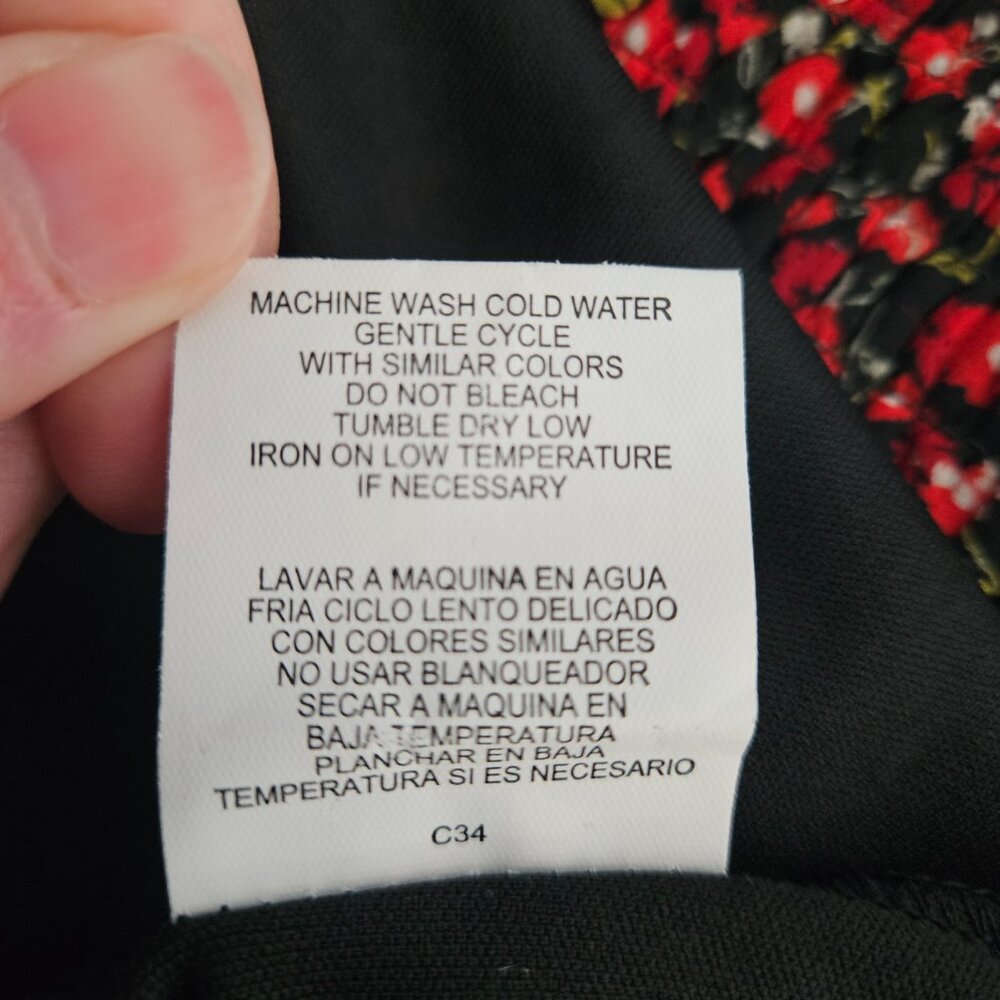 MACHINE WASH COLD WATER
GENTLE CYCLE
WITH SIMILAR COLORS
DO NOT BLEACH
TUMBLE DRY LOW
IRON ON LOW TEMPERATURE
IF NECESSARY
LAVAR A MAQUINA EN AGUA
FRIA CICLO LENTO DELICADO
CON COLORES SIMILARES
NO USAR BLANQUEADOR
SECAR A MAQUINA EN
BAJA TEMPERATURA
PLANCHAR EN BAJA
TEMPERATURA SI ES NECESARIO
C34